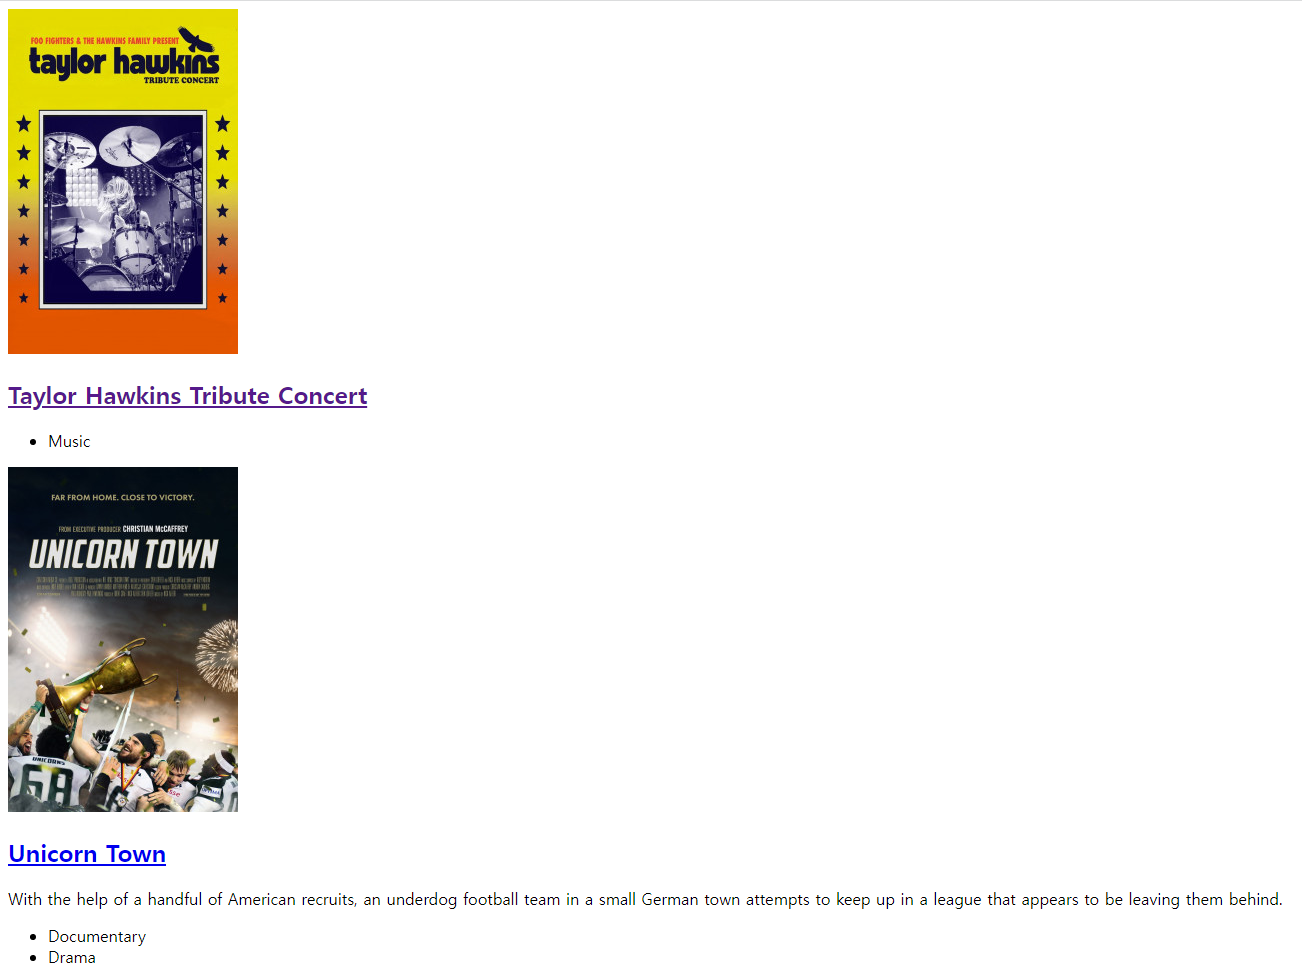 FOO FIGHTERS & THE HAWKINS FAMILY PRESENT
taylor hawkins
TRIBUTE CONCERT
Taylor Hawkins Tribute Concert
Music
FAR FROM HOME. CLOSE TO VICTORY.
FROM EXECUTIVE PRODUCER CHRISTIAN McCAFFREY
UNICORN TOWN
UNICORNS
68
Unicorn Town
With the help of a handful of American recruits, an underdog football team in a small German town attempts to keep up in a league that appears to be leaving them behind.
Documentary
Drama